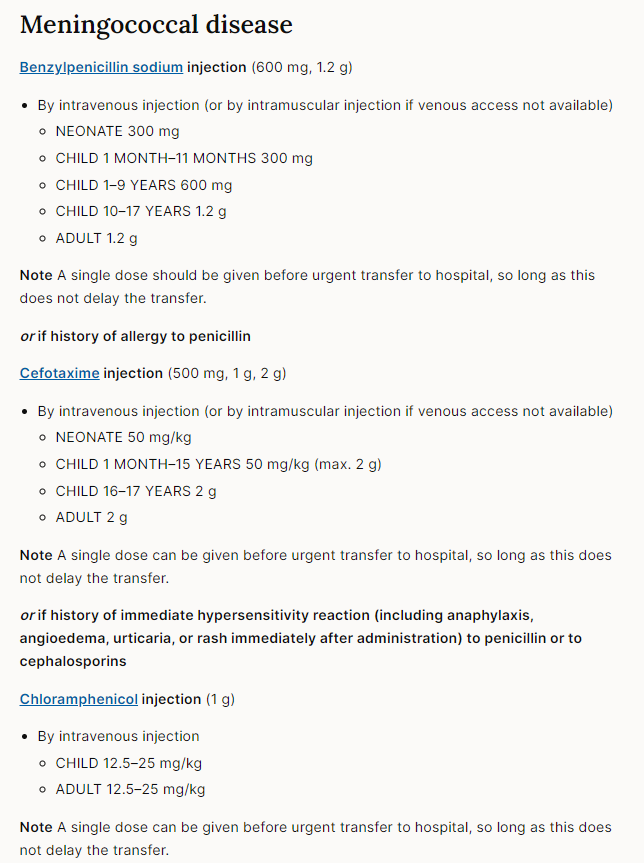 Meningococcal disease
Benzylpenicillin sodium injection (600 mg, 1.2 g)
• By intravenous injection (or by intramuscular injection if venous access not available)
○ NEONATE 300 mg
○ CHILD 1 MONTH–11 MONTHS 300 mg
○ CHILD 1–9 YEARS 600 mg
○ CHILD 10–17 YEARS 1.2 g
○ ADULT 1.2 g
Note A single dose should be given before urgent transfer to hospital, so long as this
does not delay the transfer.
or if history of allergy to penicillin
Cefotaxime injection (500 mg, 1 g, 2 g)
• By intravenous injection (or by intramuscular injection if venous access not available)
○ NEONATE 50 mg/kg
○ CHILD 1 MONTH–15 YEARS 50 mg/kg (max. 2 g)
○ CHILD 16–17 YEARS 2 g
○ ADULT 2 g
Note A single dose can be given before urgent transfer to hospital, so long as this does
not delay the transfer.
or if history of immediate hypersensitivity reaction (including anaphylaxis,
angioedema, urticaria, or rash immediately after administration) to penicillin or to
cephalosporins
Chloramphenicol injection (1 g)
• By intravenous injection
○ CHILD 12.5–25 mg/kg
○ ADULT 12.5–25 mg/kg
Note A single dose can be given before urgent transfer to hospital, so long as this does
not delay the transfer.